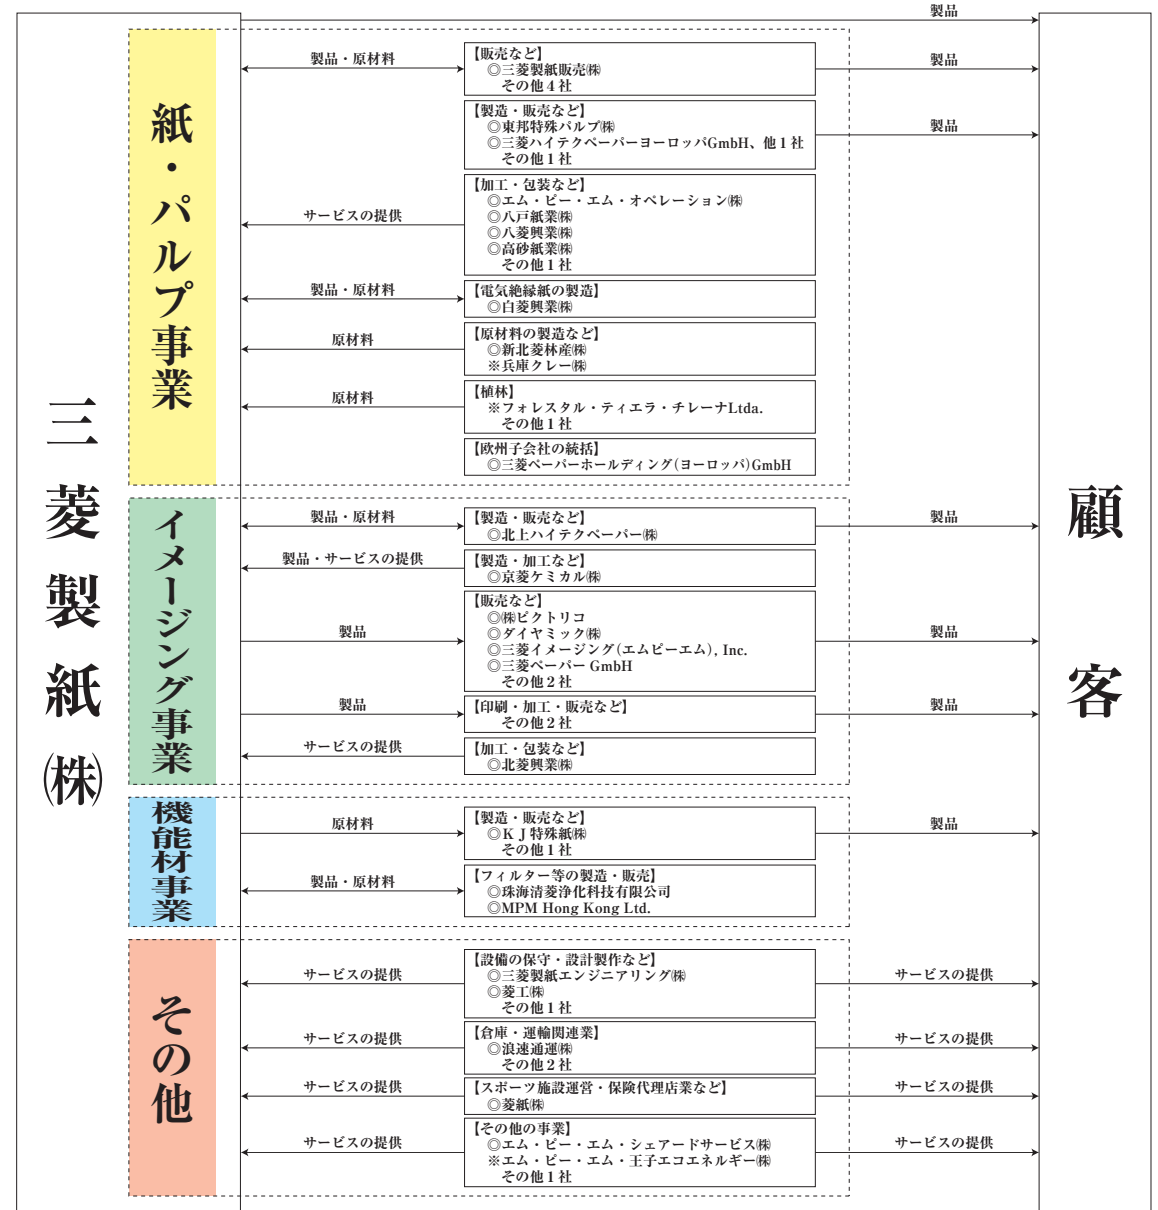 三菱製紙㈱
顧客
製品
紙・パルプ事業
製品・原材料
【販売など】
◎三菱製紙販売㈱
その他４社
製品
【製造・販売など】
◎東邦特殊パルプ㈱
◎三菱ハイテクペーパーヨーロッパGmbH、他１社
その他１社
製品
サービスの提供
【加工・包装など】
◎エム・ピー・エム・オペレーション㈱
◎八戸紙業㈱
◎八菱興業㈱
◎高砂紙業㈱
その他１社
製品・原材料
【電気絶縁紙の製造】
◎白菱興業㈱
原材料
【原材料の製造など】
◎新北菱林産㈱
※兵庫クレー㈱
原材料
【植林】
※フォレスタル・ティエラ・チレーナLtda.
その他１社
【欧州子会社の統括】
◎三菱ペーパーホールディング(ヨーロッパ)GmbH
イメージング事業
製品・原材料
【製造・販売など】
◎北上ハイテクペーパー㈱
製品
製品・サービスの提供
【製造・加工など】
◎京菱ケミカル㈱
製品
【販売など】
◎㈱ピクトリコ
◎ダイヤミック㈱
◎三菱イメージング(エムピーエム), Inc.
◎三菱ペーパー GmbH
その他２社
製品
製品
【印刷・加工・販売など】
その他２社
製品
サービスの提供
【加工・包装など】
◎北菱興業㈱
機能材事業
原材料
【製造・販売など】
◎ＫＪ特殊紙㈱
その他１社
製品
製品・原材料
【フィルター等の製造・販売】
◎珠海清菱浄化科技有限公司
◎MPM Hong Kong Ltd.
その他
サービスの提供
【設備の保守・設計製作など】
◎三菱製紙エンジニアリング㈱
◎菱工㈱
その他１社
サービスの提供
サービスの提供
【倉庫・運輸関連業】
◎浪速通運㈱
その他２社
サービスの提供
サービスの提供
【スポーツ施設運営・保険代理店業など】
◎菱紙㈱
サービスの提供
サービスの提供
【その他の事業】
◎エム・ピー・エム・シェアードサービス㈱
※エム・ピー・エム・王子エコエネルギー㈱
その他１社
サービスの提供